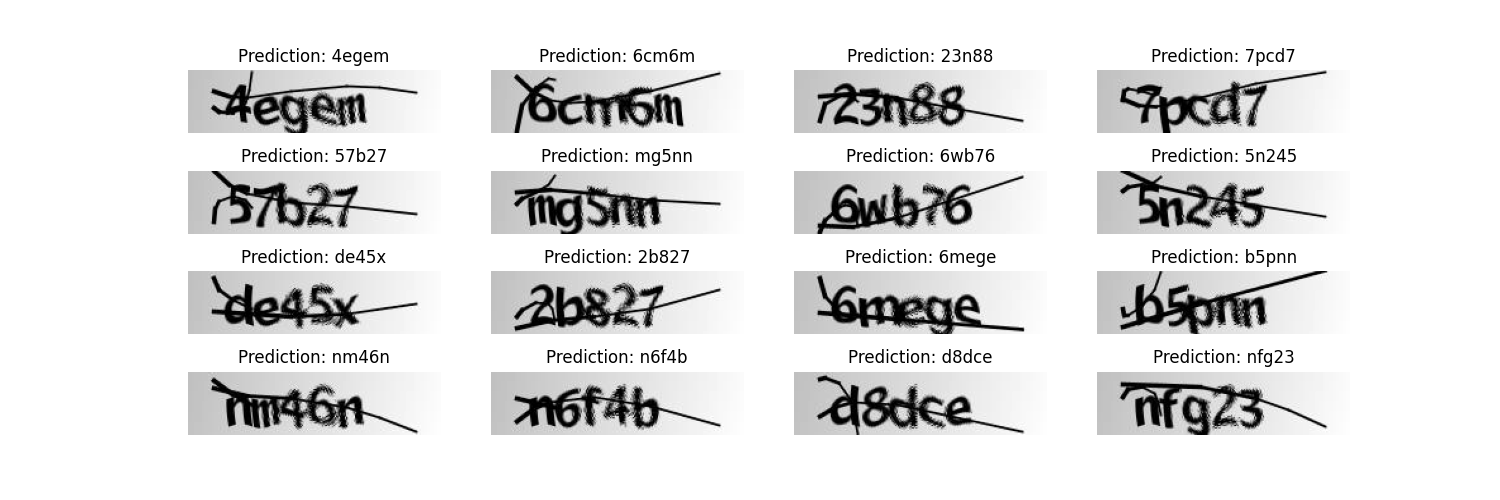 Prediction: 4egem Prediction: 6cm6m Prediction: 23n88 Prediction: 7pcd7
4egem 6cm6m 23n88 7pcd7
Prediction: 57b27 Prediction: mg5nn Prediction: 6wb76 Prediction: 5n245
57b27 mg5nn 6wb76 5n245
Prediction: de45x Prediction: 2b827 Prediction: 6mege Prediction: b5pnn
de45x 2b827 6mege b5pnn
Prediction: nm46n Prediction: n6f4b Prediction: d8dce Prediction: nfg23
nm46n n6f4b d8dce nfg23